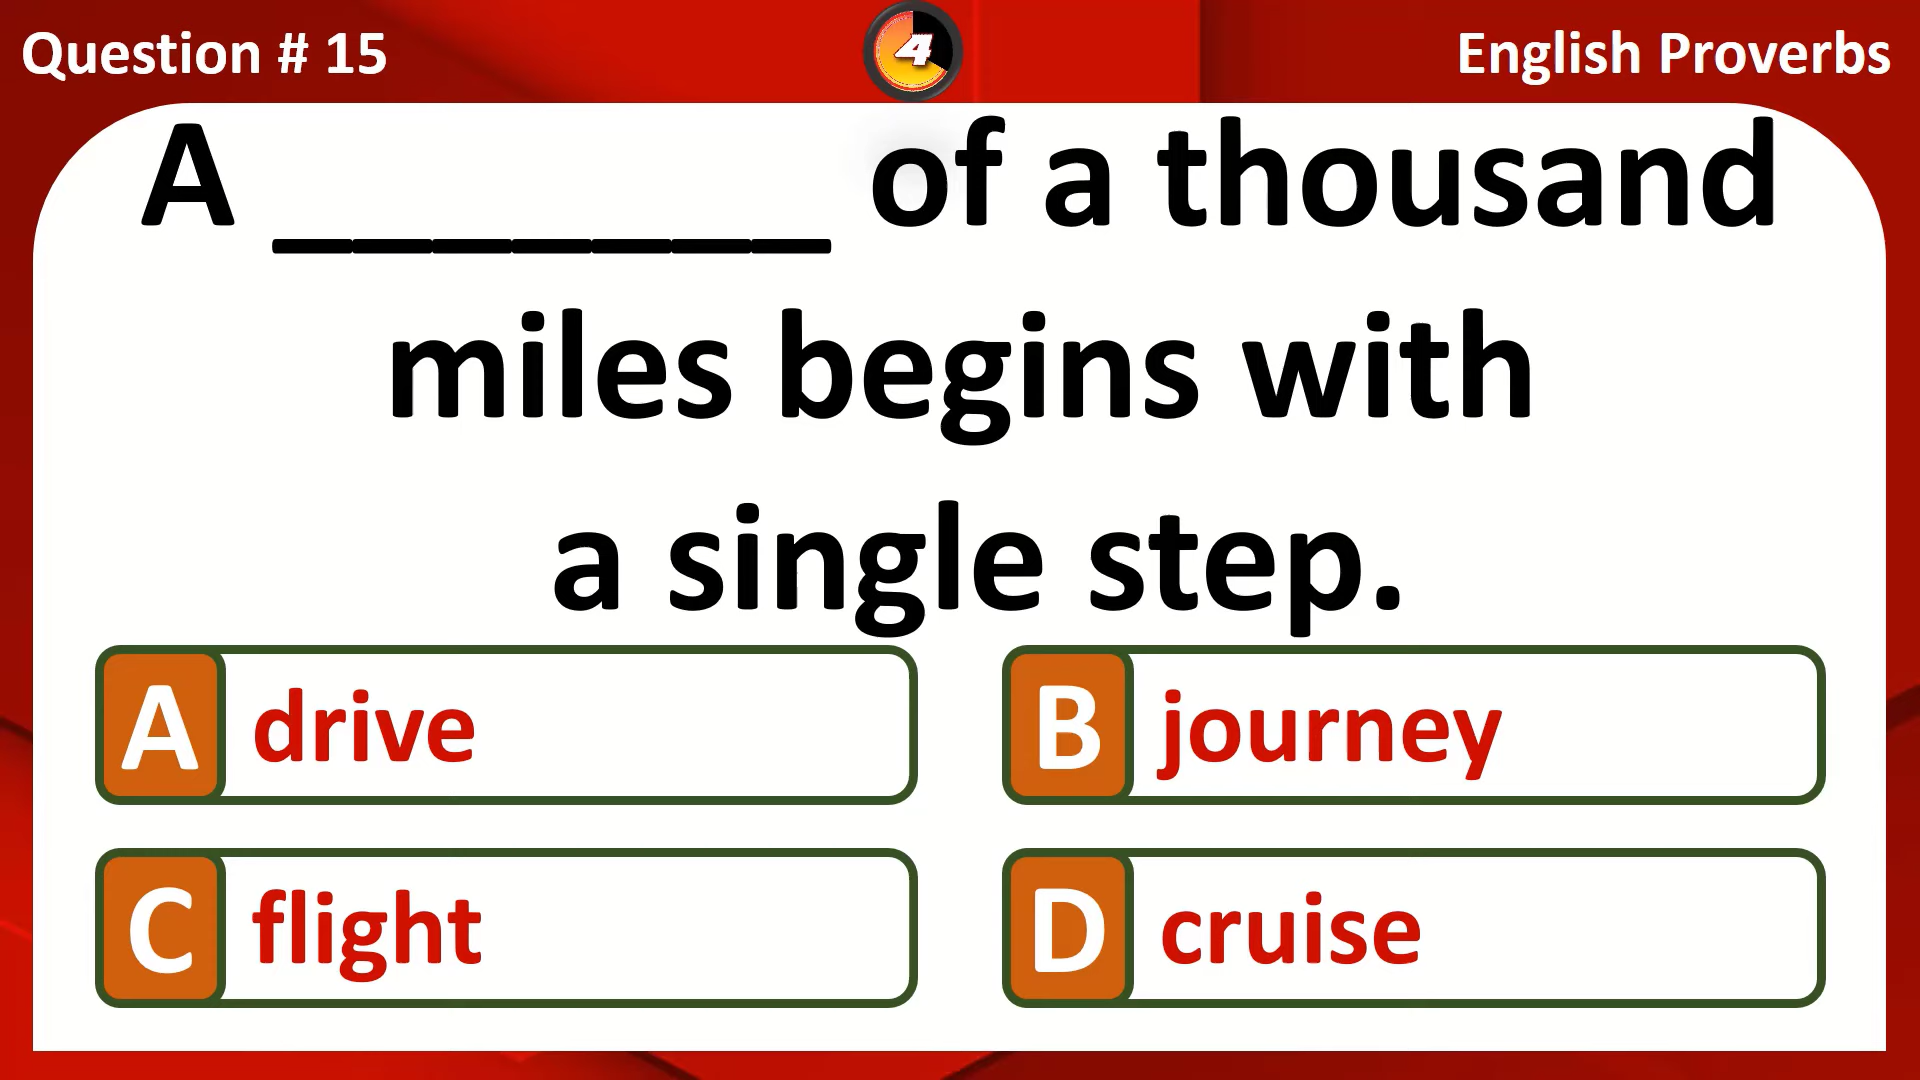 Question # 15
4
English Proverbs
A _______ of a thousand
miles begins with
a single step.
A drive
B journey
C flight
D cruise